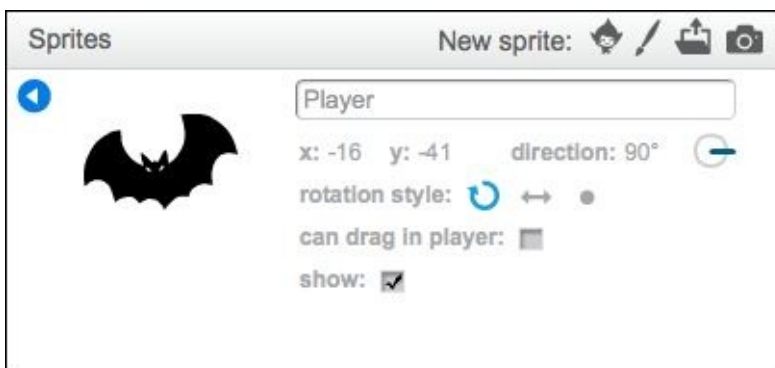 Sprites New sprite:
Player
x: -16 y: -41 direction: 90°
rotation style:
can drag in player:
show: